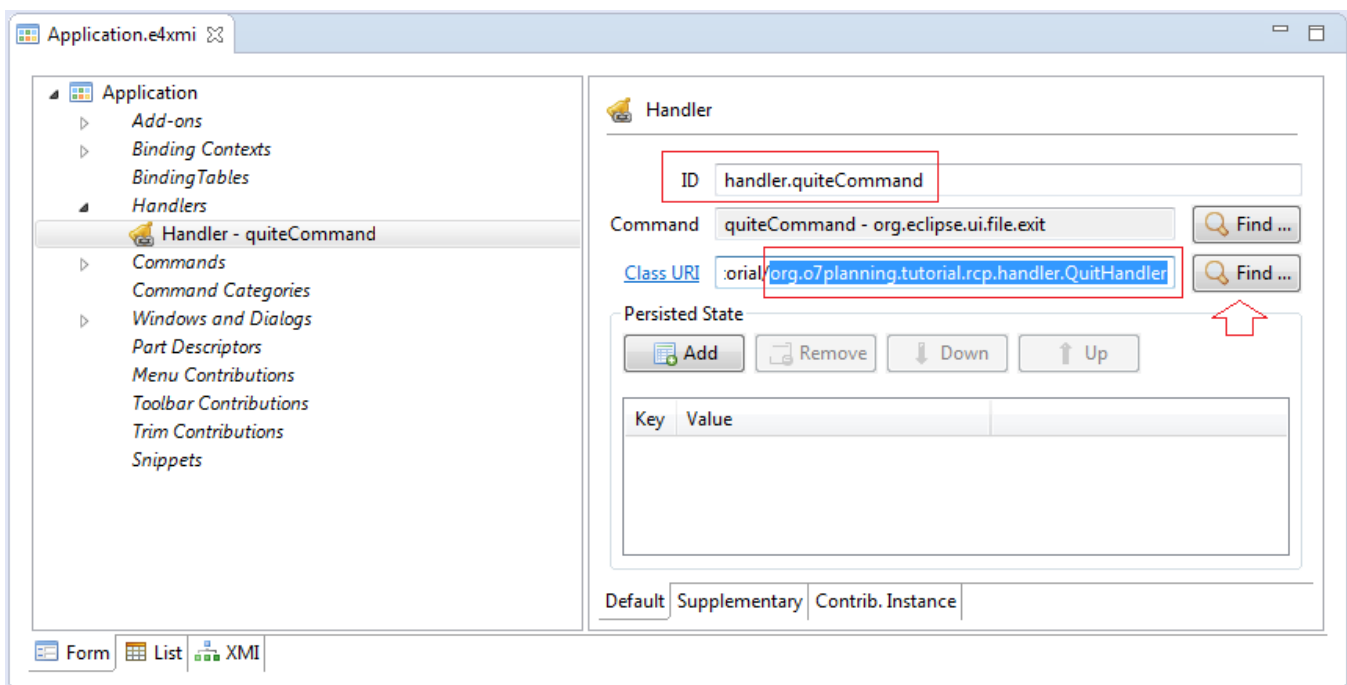 Application.e4xmi
Application
Add-ons
Binding Contexts
BindingTables
Handlers
Handler - quiteCommand
Commands
Command Categories
Windows and Dialogs
Part Descriptors
Menu Contributions
Toolbar Contributions
Trim Contributions
Snippets
Handler
ID handler.quiteCommand
Command quiteCommand - org.eclipse.ui.file.exit Find ...
Class URI :orial/org.o7planning.tutorial.rcp.handler.QuitHandler Find ...
Persisted State
Add Remove Down Up
Key Value
Default Supplementary Contrib. Instance
Form List XMI